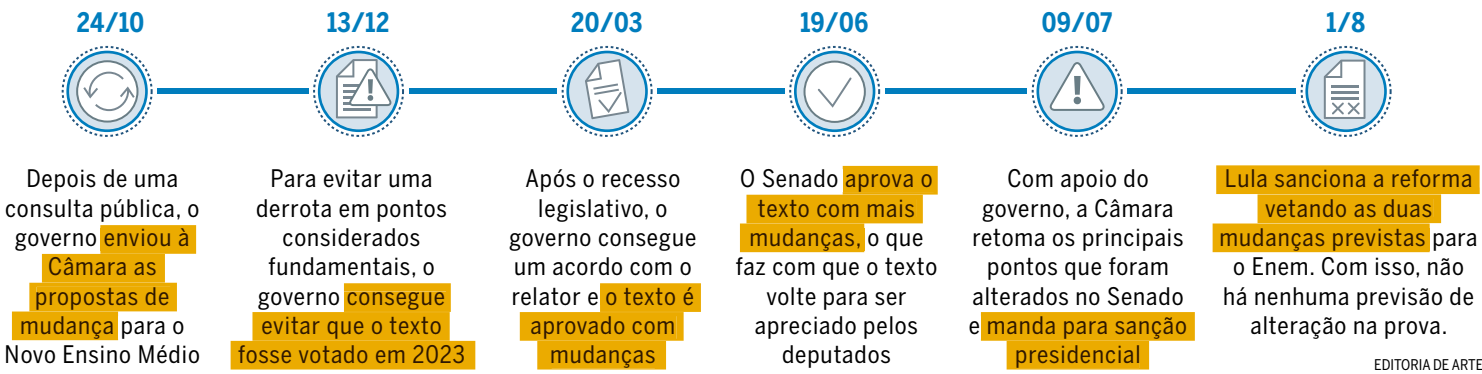 24/10
Depois de uma
consulta pública, o
governo enviou à
Câmara as
propostas de
mudança para o
Novo Ensino Médio
13/12
Para evitar uma
derrota em pontos
considerados
fundamentais, o
governo consegue
evitar que o texto
fosse votado em 2023
20/03
Após o recesso
legislativo, o
governo consegue
um acordo com o
relator e o texto é
aprovado com
mudanças
19/06
O Senado aprova o
texto com mais
mudanças, o que
faz com que o texto
volte para ser
apreciado pelos
deputados
09/07
Com apoio do
governo, a Câmara
retoma os principais
pontos que foram
alterados no Senado
e manda para sanção
presidencial
1/8
Lula sanciona a reforma
vetando as duas
mudanças previstas para
o Enem. Com isso, não
há nenhuma previsão de
alteração na prova.
EDITORIA DE ARTE